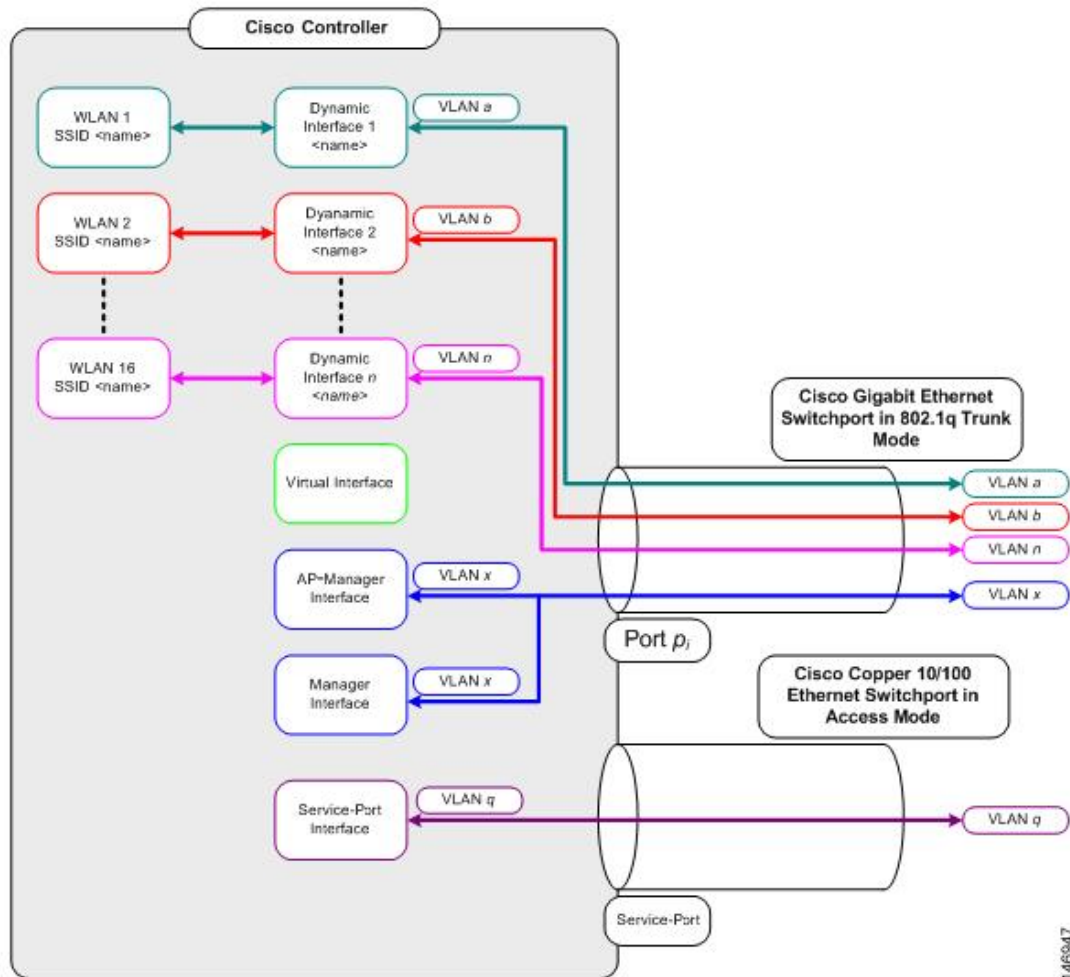 Cisco Controller
WLAN 1
SSID <name>
Dynamic
Interface 1
<name>
VLAN a
WLAN 2
SSID <name>
Dyanamic
Interface 2
<name>
VLAN b
WLAN 16
SSID <name>
Dynamic
Interface n
<name>
VLAN n
Cisco Gigabit Ethernet
Switchport in 802.1q Trunk
Mode
Virtual Interface
VLAN a
VLAN b
VLAN n
AP-Manager
Interface
VLAN x
VLAN x
Port pi
Manager
Interface
VLAN x
Cisco Copper 10/100
Ethernet Switchport in
Access Mode
Service-Port
Interface
VLAN q
VLAN q
Service-Port
146947